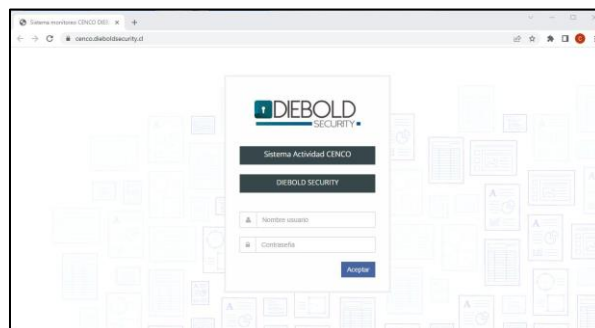 Sistema monitoreo CENCO DIEB
cenco.dieboldsecurity.cl
DIEBOLD
SECURITY
Sistema Actividad CENCO
DIEBOLD SECURITY
Nombre usuario
Contraseña
Aceptar